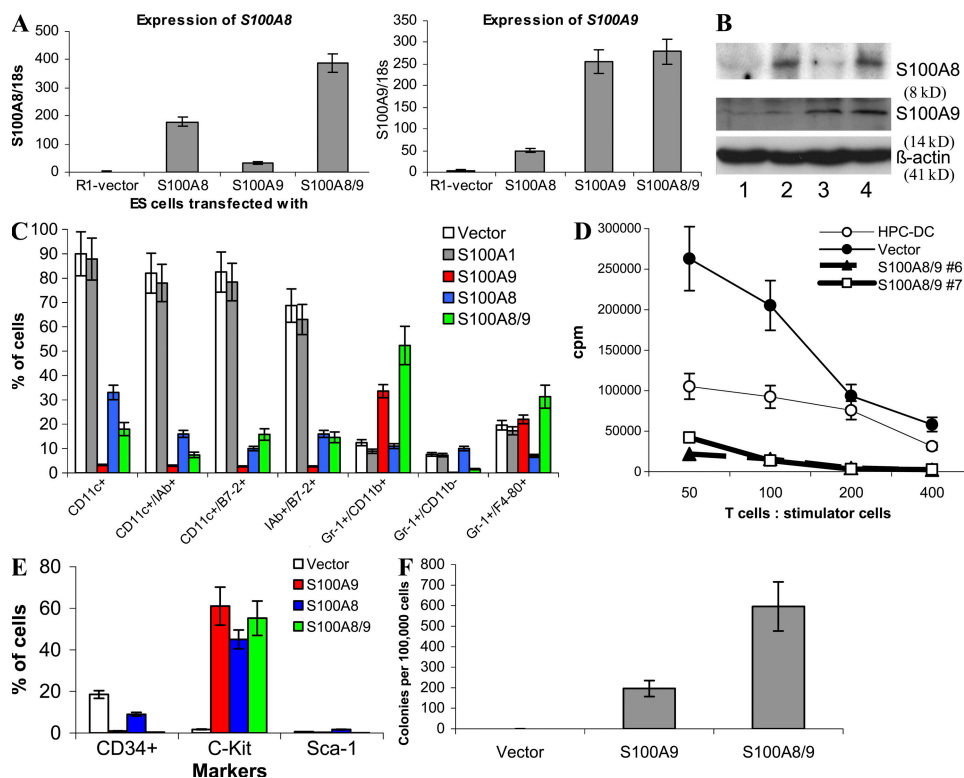 A
Expression of S100A8
S100A8/18s
500
400
300
200
100
0
R1-vector
S100A8
S100A9
S100A8/9
ES cells transfected with
Expression of S100A9
S100A9/18s
350
300
250
200
150
100
50
0
R1-vector
S100A8
S100A9
S100A8/9
B
S100A8
(8 kD)
S100A9
(14 kD)
ß-actin
(41 kD)
1 2 3 4
C
% of cells
100
90
80
70
60
50
40
30
20
10
0
Vector
S100A1
S100A9
S100A8
S100A8/9
CD11c+
CD11c+/IAb+
CD11c+/B7-2+
IAb+/B7-2+
Gr-1+/CD11b+
Gr-1+/CD11b-
Gr-1+/F4-80+
D
HPC-DC
Vector
S100A8/9 #6
S100A8/9 #7
cpm
300000
250000
200000
150000
100000
50000
0
50 100 200 400
T cells : stimulator cells
E
Vector
S100A9
S100A8
S100A8/9
% of cells
80
60
40
20
0
CD34+ C-Kit Sca-1
Markers
F
Colonies per 100,000 cells
800
700
600
500
400
300
200
100
0
Vector S100A9 S100A8/9